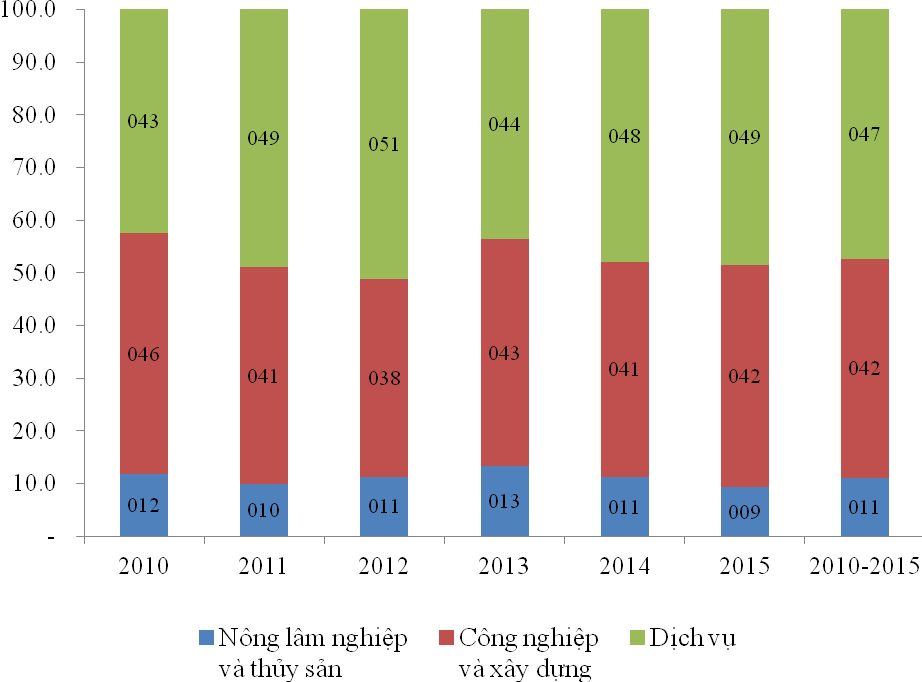 100.0
90.0
80.0
70.0
60.0
50.0
40.0
30.0
20.0
10.0
-
043 049 051 044 048 049 047
046 041 038 043 041 042 042
012 010 011 013 011 009 011
2010 2011 2012 2013 2014 2015 2010-2015
Nông lâm nghiệp
và thủy sản
Công nghiệp
và xây dựng
Dịch vụ